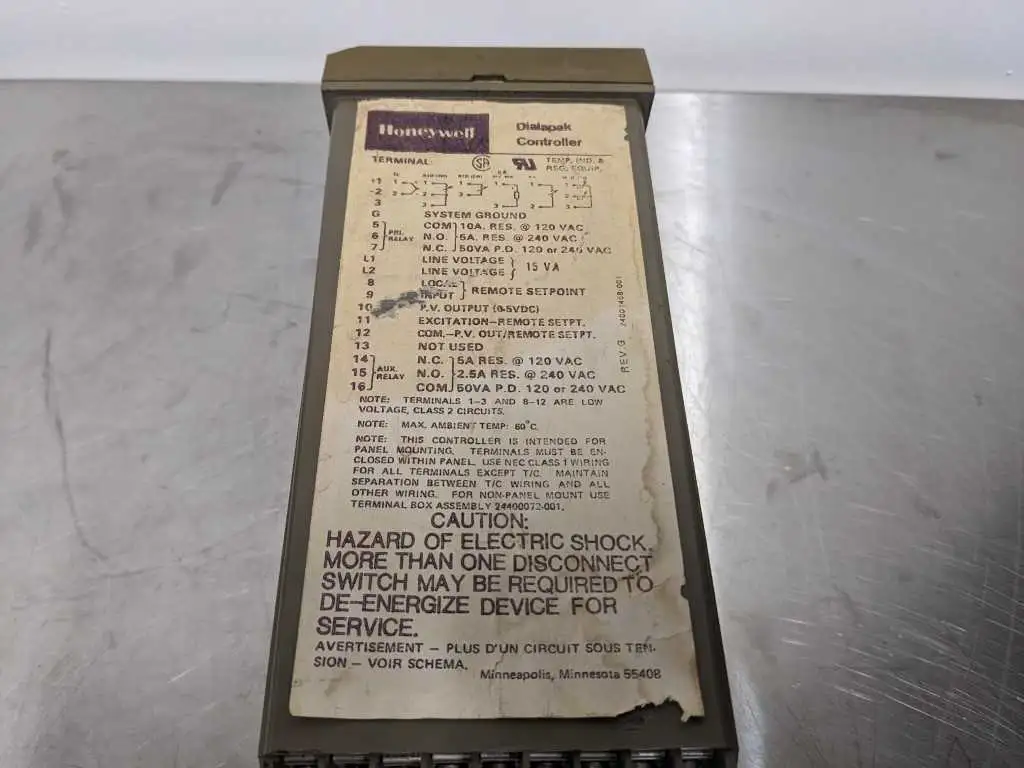 Honeywell
Dialapak
Controller
TERMINAL:
TEMP. IND. &
REG. EQUIP.
1
2
3
G SYSTEM GROUND
5 COM 10A. RES. @ 120 VAC
6 PRI. RELAY N.O. 5A. RES. @ 240 VAC
7 N.C. 50VA P.D. 120 or 240 VAC
L1 LINE VOLTAGE
L2 LINE VOLTAGE 15 VA
8
9 INPUT REMOTE SETPOINT
10 P.V. OUTPUT (0-5VDC)
11 EXCITATION-REMOTE SETPT.
12 COM.-P.V. OUT/REMOTE SETPT.
13 NOT USED
14 N.C. 5A RES. @ 120 VAC
15 AUX. RELAY N.O. 2.5A RES. @ 240 VAC
16 COM 50VA P.D. 120 or 240 VAC
REV. G
NOTE: TERMINALS 1-3 AND 8-12 ARE LOW
VOLTAGE, CLASS 2 CIRCUITS.
NOTE: MAX. AMBIENT TEMP: 60°C.
NOTE: THIS CONTROLLER IS INTENDED FOR
PANEL MOUNTING. TERMINALS MUST BE EN-
CLOSED WITHIN PANEL. USE NEC CLASS 1 WIRING
FOR ALL TERMINALS EXCEPT T/C. MAINTAIN
SEPARATION BETWEEN T/C WIRING AND ALL
OTHER WIRING. FOR NON-PANEL MOUNT USE
TERMINAL BOX ASSEMBLY 24400072-001.
CAUTION:
HAZARD OF ELECTRIC SHOCK.
MORE THAN ONE DISCONNECT
SWITCH MAY BE REQUIRED TO
DE-ENERGIZE DEVICE FOR
SERVICE.
AVERTISEMENT – PLUS D'UN CIRCUIT SOUS TEN-
SION – VOIR SCHEMA.
Minneapolis, Minnesota 55408